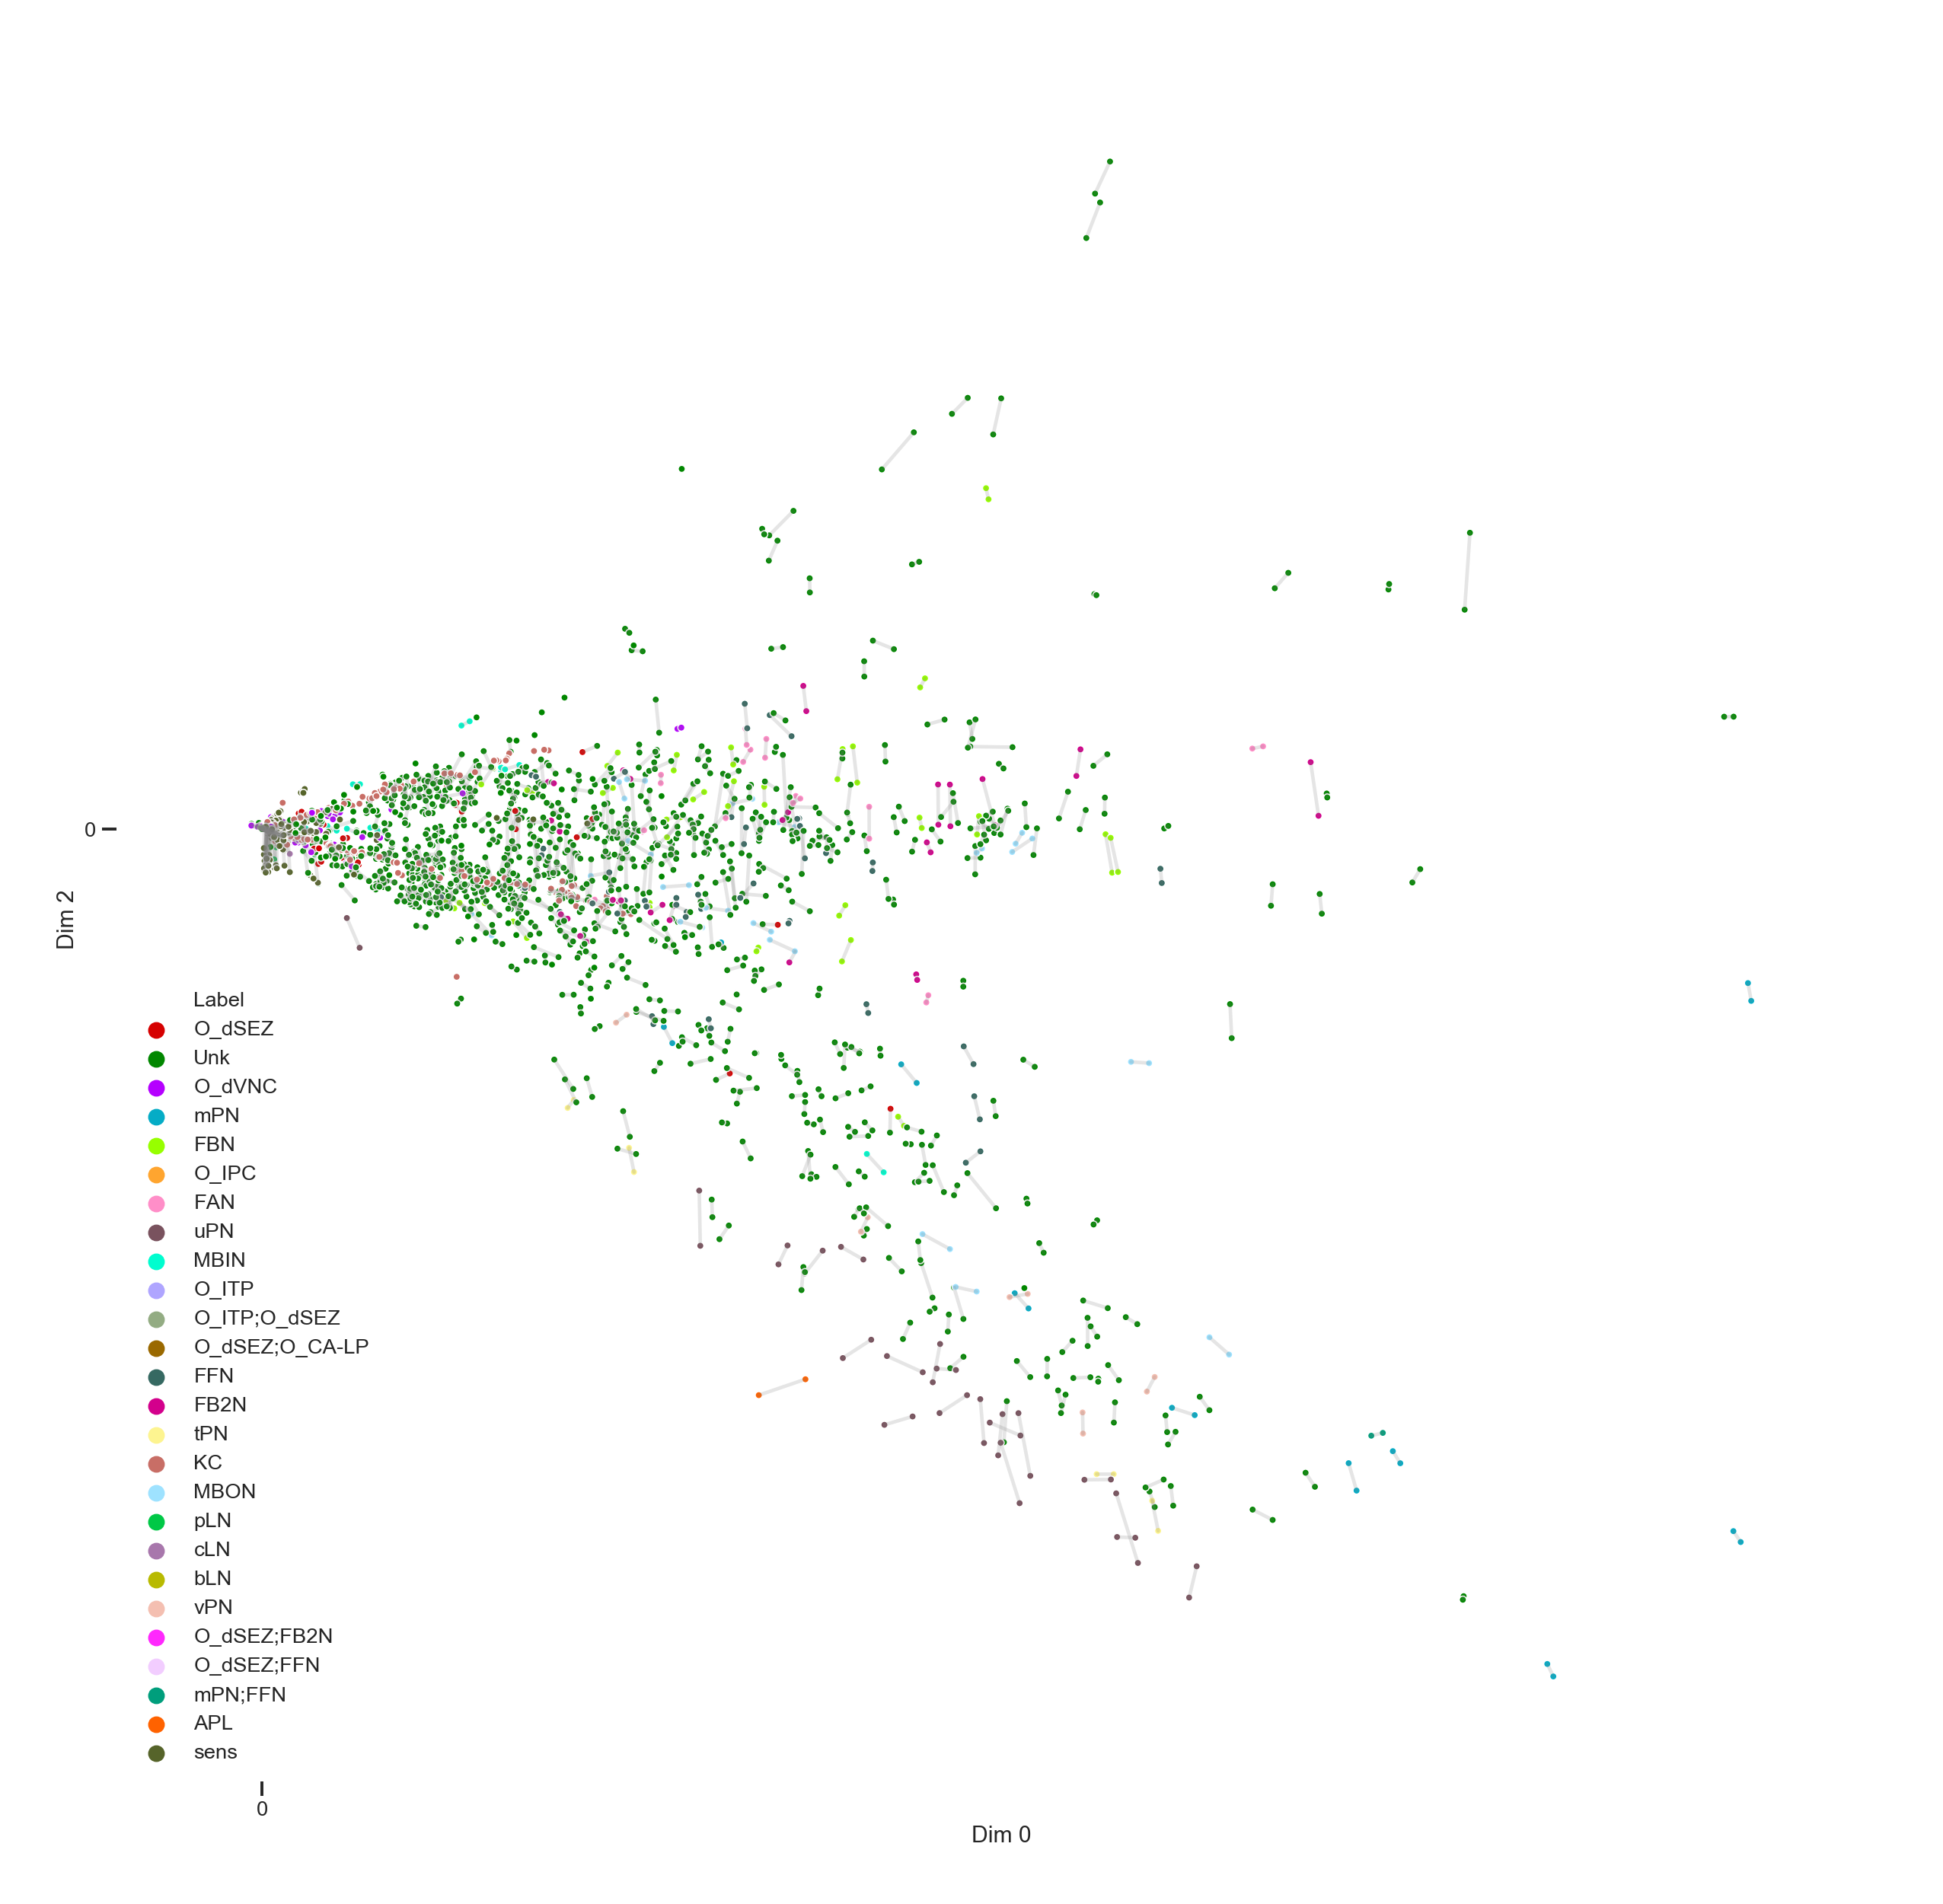 0
Dim 2
Label
O_dSEZ
Unk
O_dVNC
mPN
FBN
O_IPC
FAN
uPN
MBIN
O_ITP
O_ITP;O_dSEZ
O_dSEZ;O_CA-LP
FFN
FB2N
tPN
KC
MBON
pLN
cLN
bLN
vPN
O_dSEZ;FB2N
O_dSEZ;FFN
mPN;FFN
APL
sens
0
Dim 0